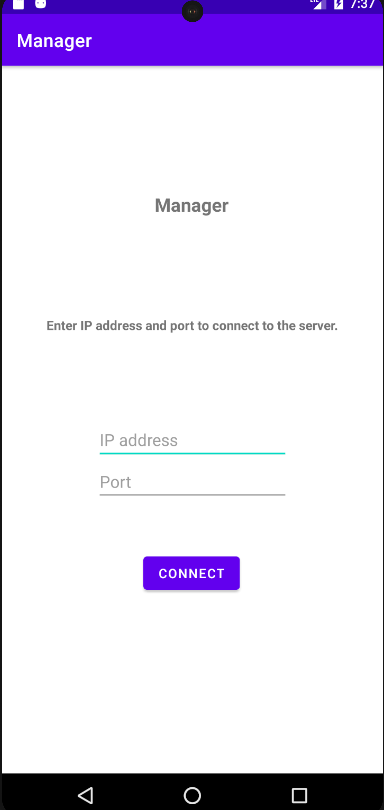 7:37
Manager
Manager
Enter IP address and port to connect to the server.
IP address
Port
CONNECT